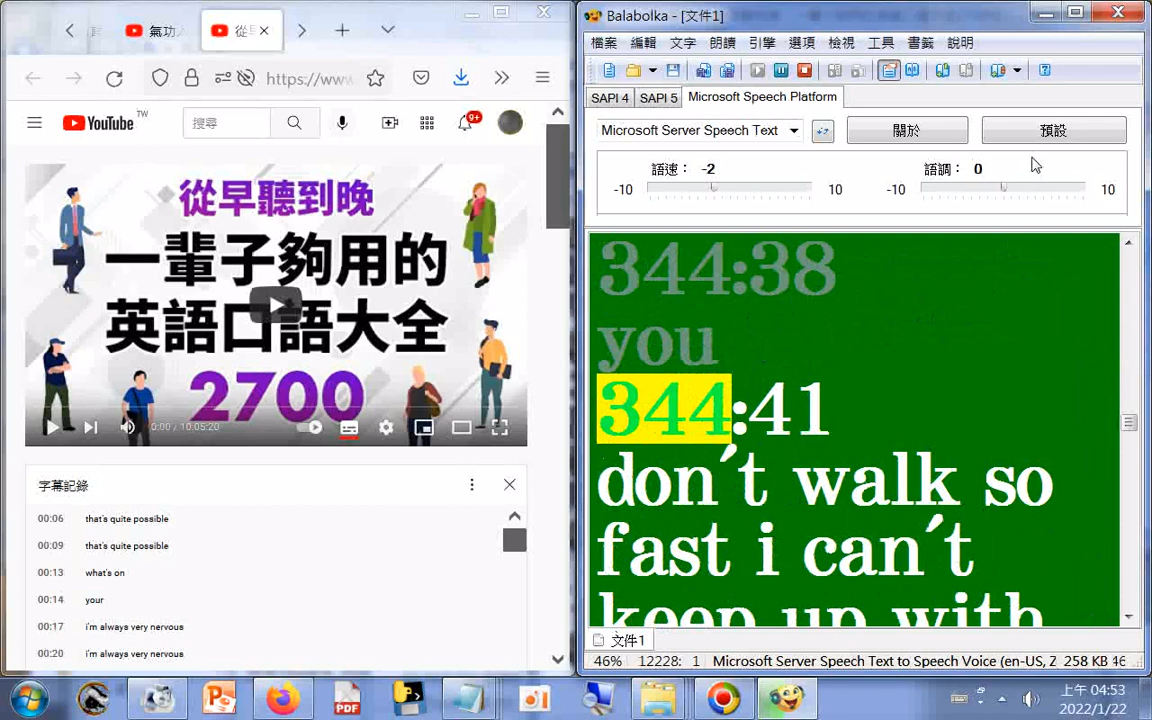 氣功
從
https://www
YouTube TW
搜尋
9+
從早聽到晚
一輩子夠用的
英語口語大全
2700
0:00 / 10:05:20
字幕記錄
00:06 that's quite possible
00:09 that's quite possible
00:13 what's on
00:14 your
00:17 i'm always very nervous
00:20 i'm always very nervous
Balabolka - [文件1]
檔案 編輯 文字 朗讀 引擎 選項 檢視 工具 書籤 說明
SAPI 4 SAPI 5 Microsoft Speech Platform
Microsoft Server Speech Text 關於 預設
語速： -2 語調： 0
-10 10 -10 10
344:38
you
344:41
don't walk so
fast i can't
keep up with
文件1
46% 12228: 1 Microsoft Server Speech Text to Speech Voice (en-US, Z 258 KB 46
PDF
上午 04:53
2022/1/22